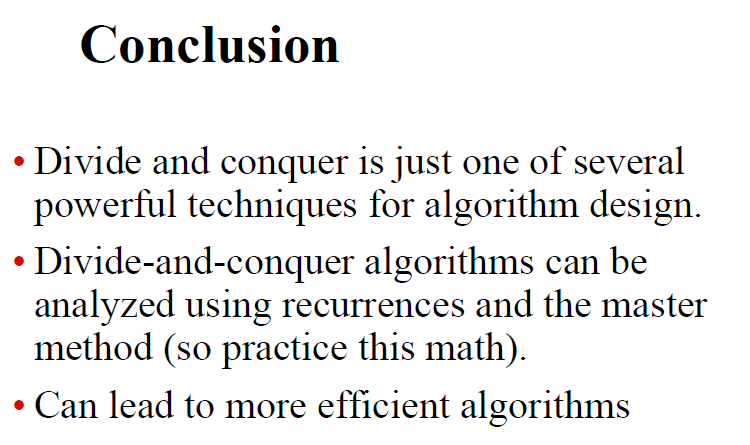 Conclusion
• Divide and conquer is just one of several
powerful techniques for algorithm design.
• Divide-and-conquer algorithms can be
analyzed using recurrences and the master
method (so practice this math).
• Can lead to more efficient algorithms